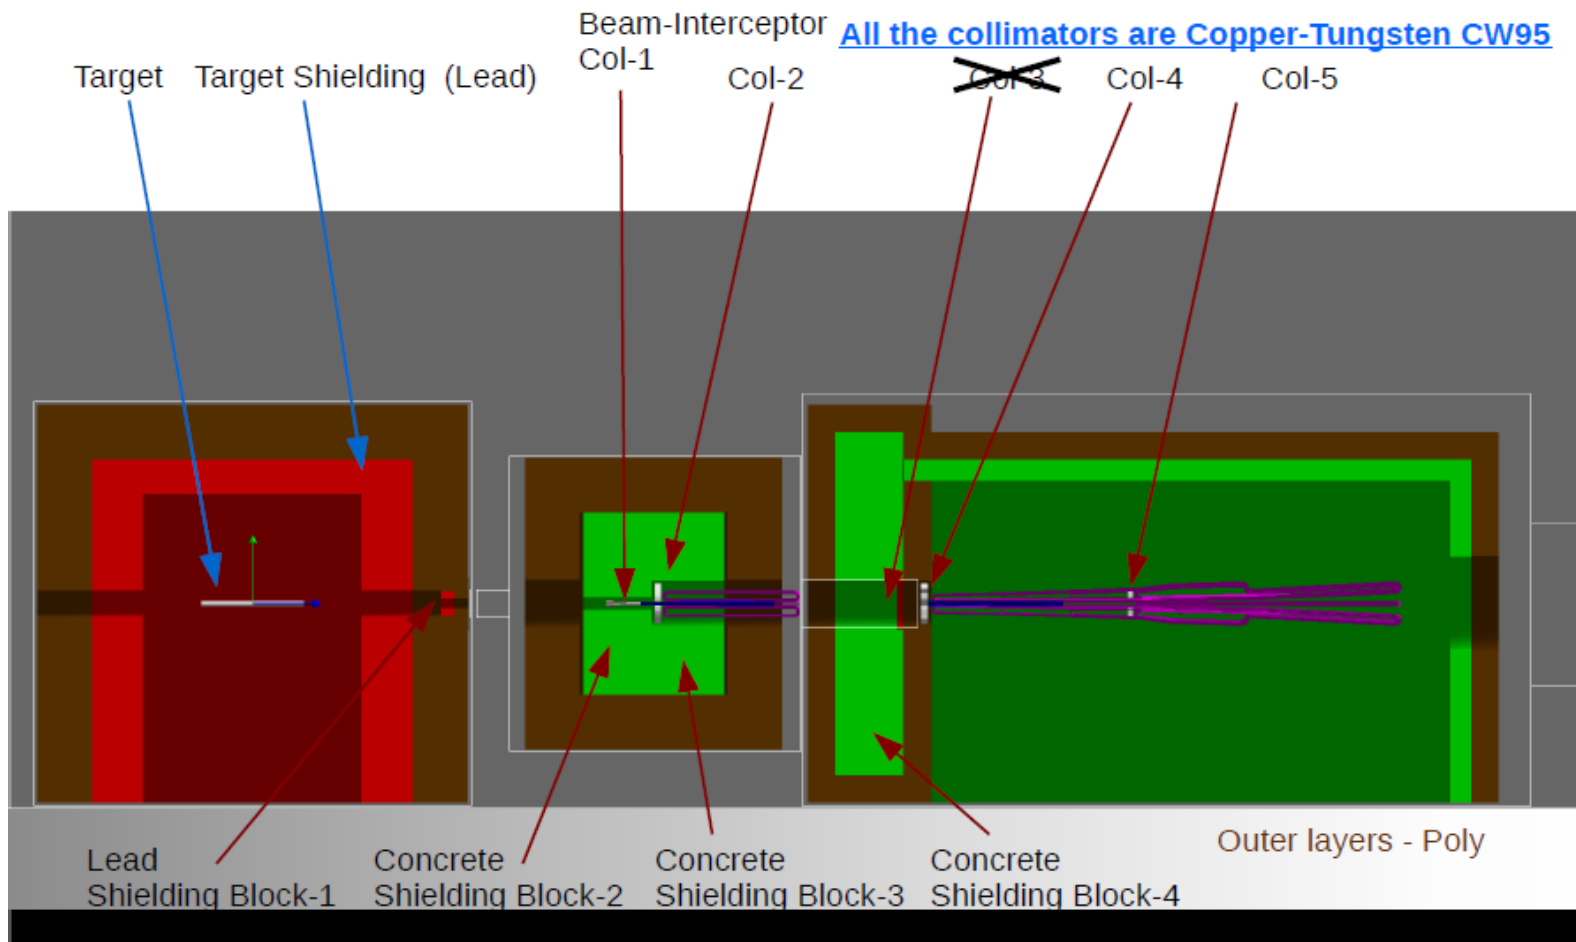 Beam-Interceptor
Col-1
All the collimators are Copper-Tungsten CW95
Target
Target Shielding (Lead)
Col-2
Col-3
Col-4
Col-5
Outer layers - Poly
Lead
Shielding Block-1
Concrete
Shielding Block-2
Concrete
Shielding Block-3
Concrete
Shielding Block-4